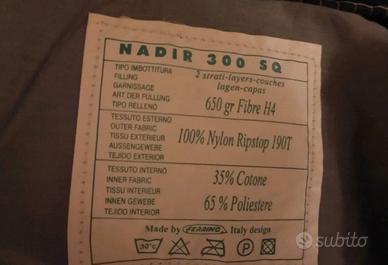 NADIR 300 SQ
TIPO IMBOTTITURA
FILLING
GARNISSAGE
ART DER FÜLLUNG
TIPO RELLENO
2 strati-layers-couches
lagen-capas
650 gr Fibre H4
TESSUTO ESTERNO
OUTER FABRIC
TISSU EXTERIEUR
AUSSENGEWEBE
TEJIDO EXTERIOR
100% Nylon Ripstop 190T
TESSUTO INTERNO
INNER FABRIC
TISSU INTERIEUR
INNEN GEWEBE
TEJIDO INTERIOR
35% Cotone
65% Poliestere
Made by FERRINO Italy design
30°C
subito